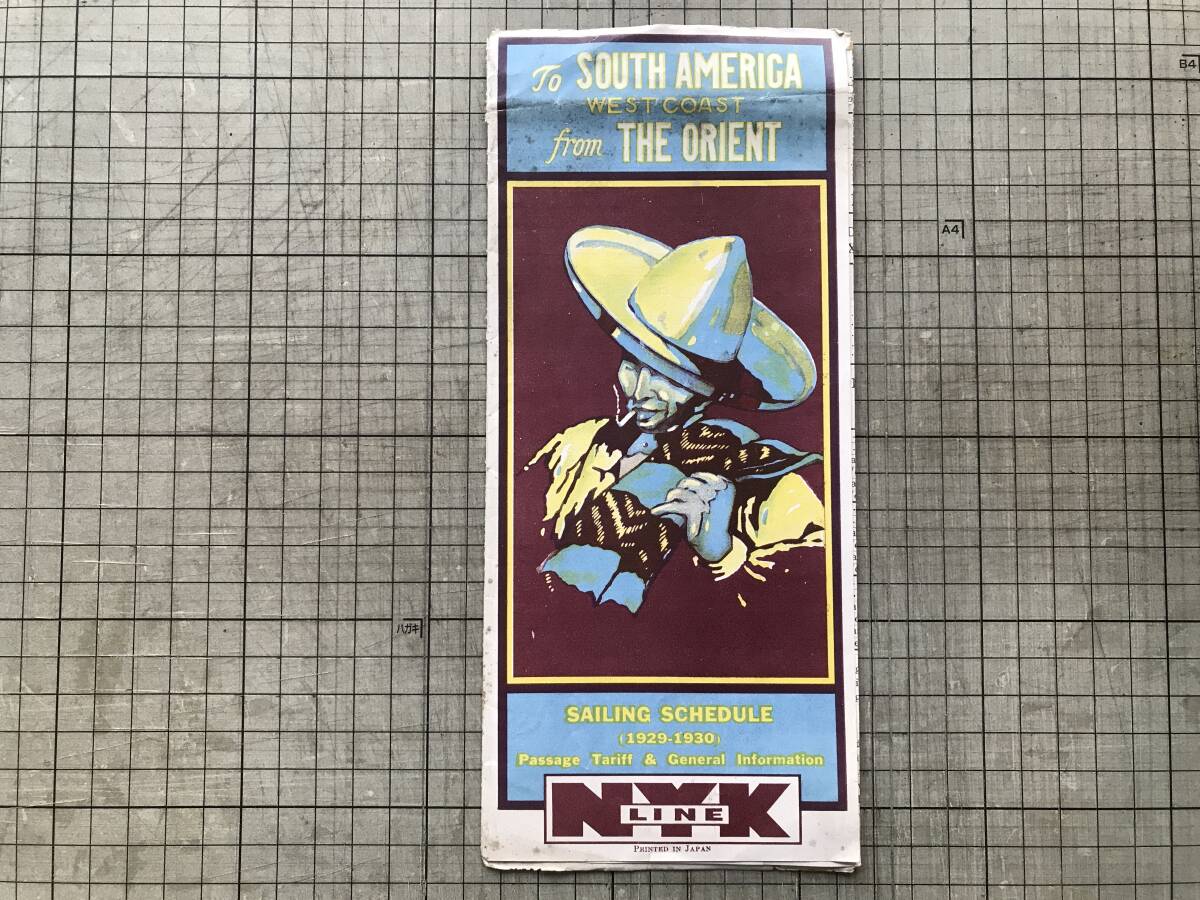 To SOUTH AMERICA
WEST COAST
from THE ORIENT
SAILING SCHEDULE
(1929-1930)
Passage Tariff & General Information
NYK
LINE
PRINTED IN JAPAN
B4
A4
ハガキ